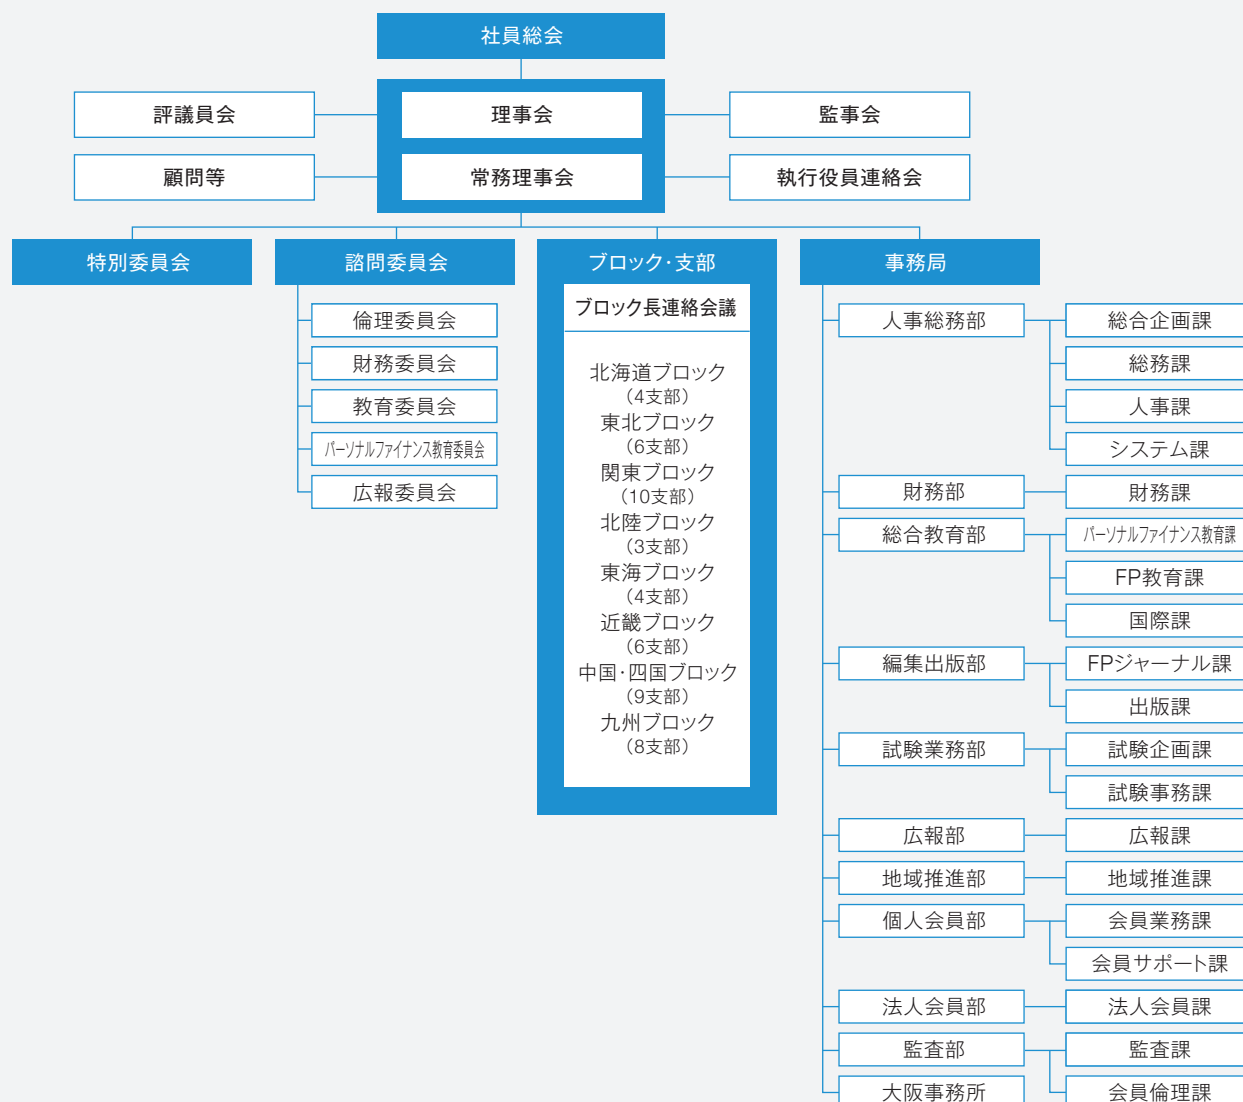 社員総会
評議員会
理事会
監事会
顧問等
常務理事会
執行役員連絡会
特別委員会
諮問委員会
倫理委員会
財務委員会
教育委員会
パーソナルファイナンス教育委員会
広報委員会
ブロック・支部
ブロック長連絡会議
北海道ブロック
（4支部）
東北ブロック
（6支部）
関東ブロック
（10支部）
北陸ブロック
（3支部）
東海ブロック
（4支部）
近畿ブロック
（6支部）
中国・四国ブロック
（9支部）
九州ブロック
（8支部）
事務局
人事総務部
総合企画課
総務課
人事課
システム課
財務部
財務課
総合教育部
パーソナルファイナンス教育課
FP教育課
国際課
編集出版部
FPジャーナル課
出版課
試験業務部
試験企画課
試験事務課
広報部
広報課
地域推進部
地域推進課
個人会員部
会員業務課
会員サポート課
法人会員部
法人会員課
監査部
監査課
会員倫理課
大阪事務所